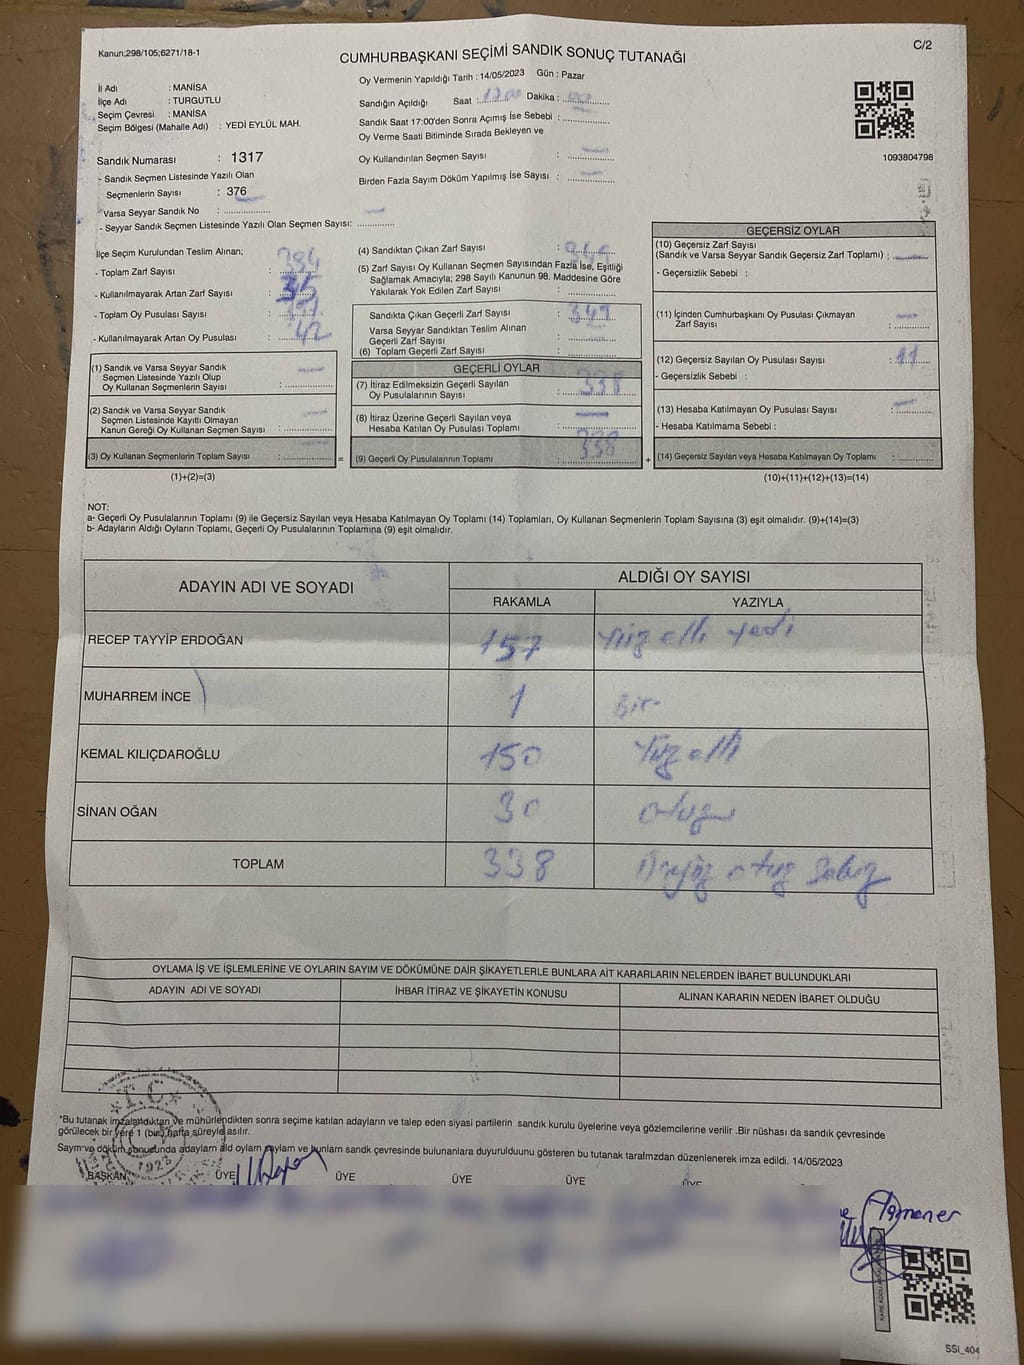 Kanun;298/105;6271/18-1
C/2
CUMHURBAŞKANI SEÇİMİ SANDIK SONUÇ TUTANAĞI
İl Adı : MANİSA
İlçe Adı : TURGUTLU
Seçim Çevresi : MANİSA
Seçim Bölgesi (Mahalle Adı) : YEDİ EYLÜL MAH.
Sandık Numarası : 1317
- Sandık Seçmen Listesinde Yazılı Olan
Seçmenlerin Sayısı : 376
Varsa Seyyar Sandık No :
- Seyyar Sandık Seçmen Listesinde Yazılı Olan Seçmen Sayısı:
Oy Vermenin Yapıldığı Tarih : 14/05/2023 Gün : Pazar
Sandığın Açıldığı Saat : Dakika :
Sandık Saat 17:00'den Sonra Açımış İse Sebebi :
Oy Verme Saati Bitiminde Sırada Bekleyen ve
Oy Kullandırılan Seçmen Sayısı : —
Birden Fazla Sayım Döküm Yapılmış İse Sayısı : —
1093804798
İlçe Seçim Kurulundan Teslim Alınan;
- Toplam Zarf Sayısı : 384
- Kullanılmayarak Artan Zarf Sayısı : 35
- Toplam Oy Pusulası Sayısı :
- Kullanılmayarak Artan Oy Pusulası : 42
(1) Sandık ve Varsa Seyyar Sandık
Seçmen Listesinde Yazılı Olup
Oy Kullanan Seçmenlerin Sayısı : —
(2) Sandık ve Varsa Seyyar Sandık
Seçmen Listesinde Kayıtlı Olmayan
Kanun Gereği Oy Kullanan Seçmen Sayısı : —
(3) Oy Kullanan Seçmenlerin Toplam Sayısı :
(1)+(2)=(3)
=
(4) Sandıktan Çıkan Zarf Sayısı : 349
(5) Zarf Sayısı Oy Kullanan Seçmen Sayısından Fazla İse, Eşitliği
Sağlamak Amacıyla; 298 Sayılı Kanunun 98. Maddesine Göre
Yakılarak Yok Edilen Zarf Sayısı :
Sandıkta Çıkan Geçerli Zarf Sayısı : 349
Varsa Seyyar Sandıktan Teslim Alınan
Geçerli Zarf Sayısı :
(6) Toplam Geçerli Zarf Sayısı :
GEÇERLİ OYLAR
(7) İtiraz Edilmeksizin Geçerli Sayılan
Oy Pusulalarının Sayısı : 338
(8) İtiraz Üzerine Geçerli Sayılan veya
Hesaba Katılan Oy Pusulası Toplamı : —
(9) Geçerli Oy Pusulalarının Toplamı : 338
+
GEÇERSİZ OYLAR
(10) Geçersiz Zarf Sayısı
(Sandık ve Varsa Seyyar Sandık Geçersiz Zarf Toplamı) : —
- Geçersizlik Sebebi :
(11) İçinden Cumhurbaşkanı Oy Pusulası Çıkmayan
Zarf Sayısı : —
(12) Geçersiz Sayılan Oy Pusulası Sayısı : 11
- Geçersizlik Sebebi :
(13) Hesaba Katılmayan Oy Pusulası Sayısı : —
- Hesaba Katılmama Sebebi :
(14) Geçersiz Sayılan veya Hesaba Katılmayan Oy Toplamı :
(10)+(11)+(12)+(13)=(14)
NOT:
a- Geçerli Oy Pusulalarının Toplamı (9) ile Geçersiz Sayılan veya Hesaba Katılmayan Oy Toplamı (14) Toplamları, Oy Kullanan Seçmenlerin Toplam Sayısına (3) eşit olmalıdır. (9)+(14)=(3)
b- Adayların Aldığı Oyların Toplamı, Geçerli Oy Pusulalarının Toplamına (9) eşit olmalıdır.
ADAYIN ADI VE SOYADI ALDIĞI OY SAYISI
RAKAMLA YAZIYLA
RECEP TAYYİP ERDOĞAN 157 Yüz elli yedi
MUHARREM İNCE 1 Bir
KEMAL KILIÇDAROĞLU 150 Yüz elli
SİNAN OĞAN 30 otuz
TOPLAM 338 Üçyüz otuz sekiz
OYLAMA İŞ VE İŞLEMLERİNE VE OYLARIN SAYIM VE DÖKÜMÜNE DAİR ŞİKAYETLERLE BUNLARA AİT KARARLARIN NELERDEN İBARET BULUNDUKLARI
ADAYIN ADI VE SOYADI İHBAR İTİRAZ VE ŞİKAYETİN KONUSU ALINAN KARARIN NEDEN İBARET OLDUĞU
T.C.
1923
*Bu tutanak imzalandıktan ve mühürlendikten sonra seçime katılan adayların ve talep eden siyasi partilerin sandık kurulu üyelerine veya gözlemcilerine verilir .Bir nüshası da sandık çevresinde
görülecek bir yere 1 (bir) hafta süreyle asılır.
Saym ve döküm sonucunda adaylarn ald oylarn saylarn ve bunlarn sandk çevresinde bulunanlara duyurulduunu gösteren bu tutanak tarafmzdan düzenlenerek imza edildi. 14/05/2023
BAŞKAN ÜYE ÜYE ÜYE ÜYE ÜYE
SSİ_404